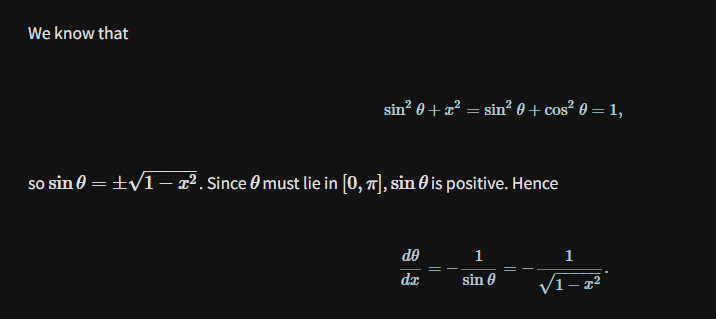 We know that
sin² θ + x² = sin² θ + cos² θ = 1,
so sin θ = ±√(1 − x²). Since θ must lie in [0, π], sin θ is positive. Hence
dθ/dx = − 1/sin θ = − 1/√(1 − x²).